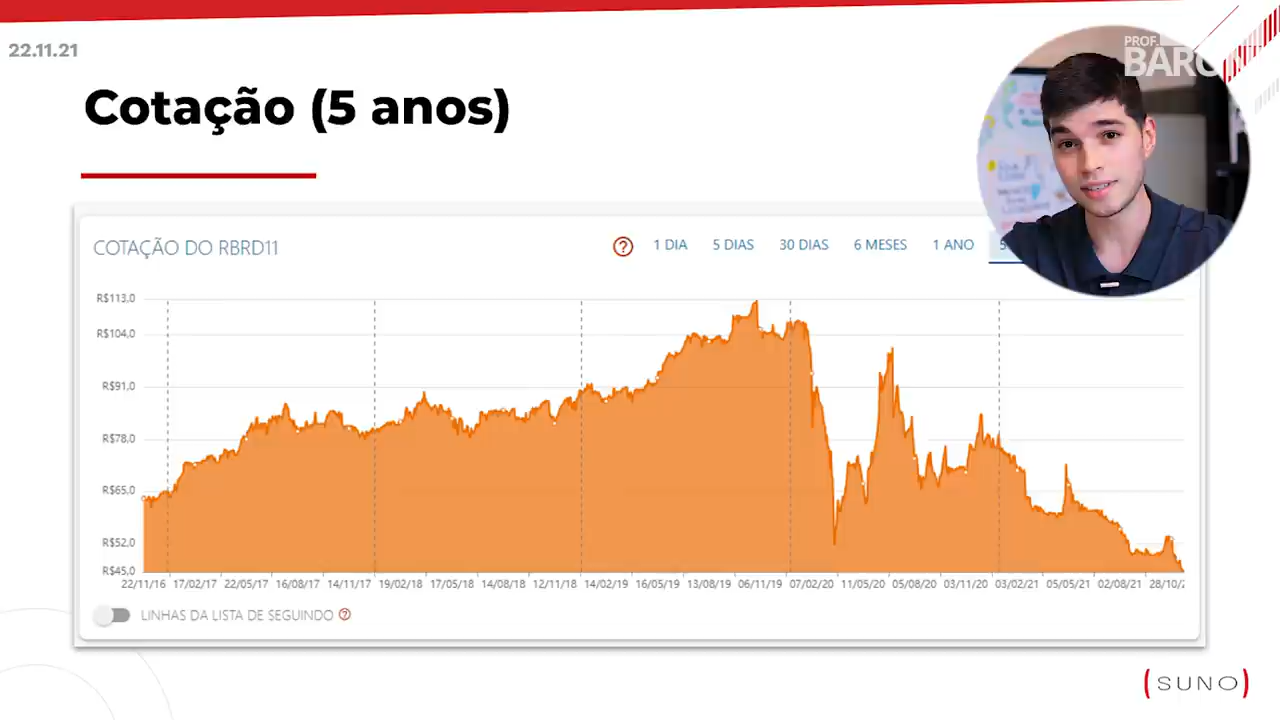 22.11.21
PROF.
Cotação (5 anos)
COTAÇÃO DO RBRD11
? 1 DIA 5 DIAS 30 DIAS 6 MESES 1 ANO 5
R$113,0
R$104,0
R$91,0
R$78,0
R$65,0
R$52,0
R$45,0
22/11/16 17/02/17 22/05/17 16/08/17 14/11/17 19/02/18 17/05/18 14/08/18 12/11/18 14/02/19 16/05/19 13/08/19 06/11/19 07/02/20 11/05/20 05/08/20 03/11/20 03/02/21 05/05/21 02/08/21 28/10/2
LINHAS DA LISTA DE SEGUINDO ?
(SUNO)